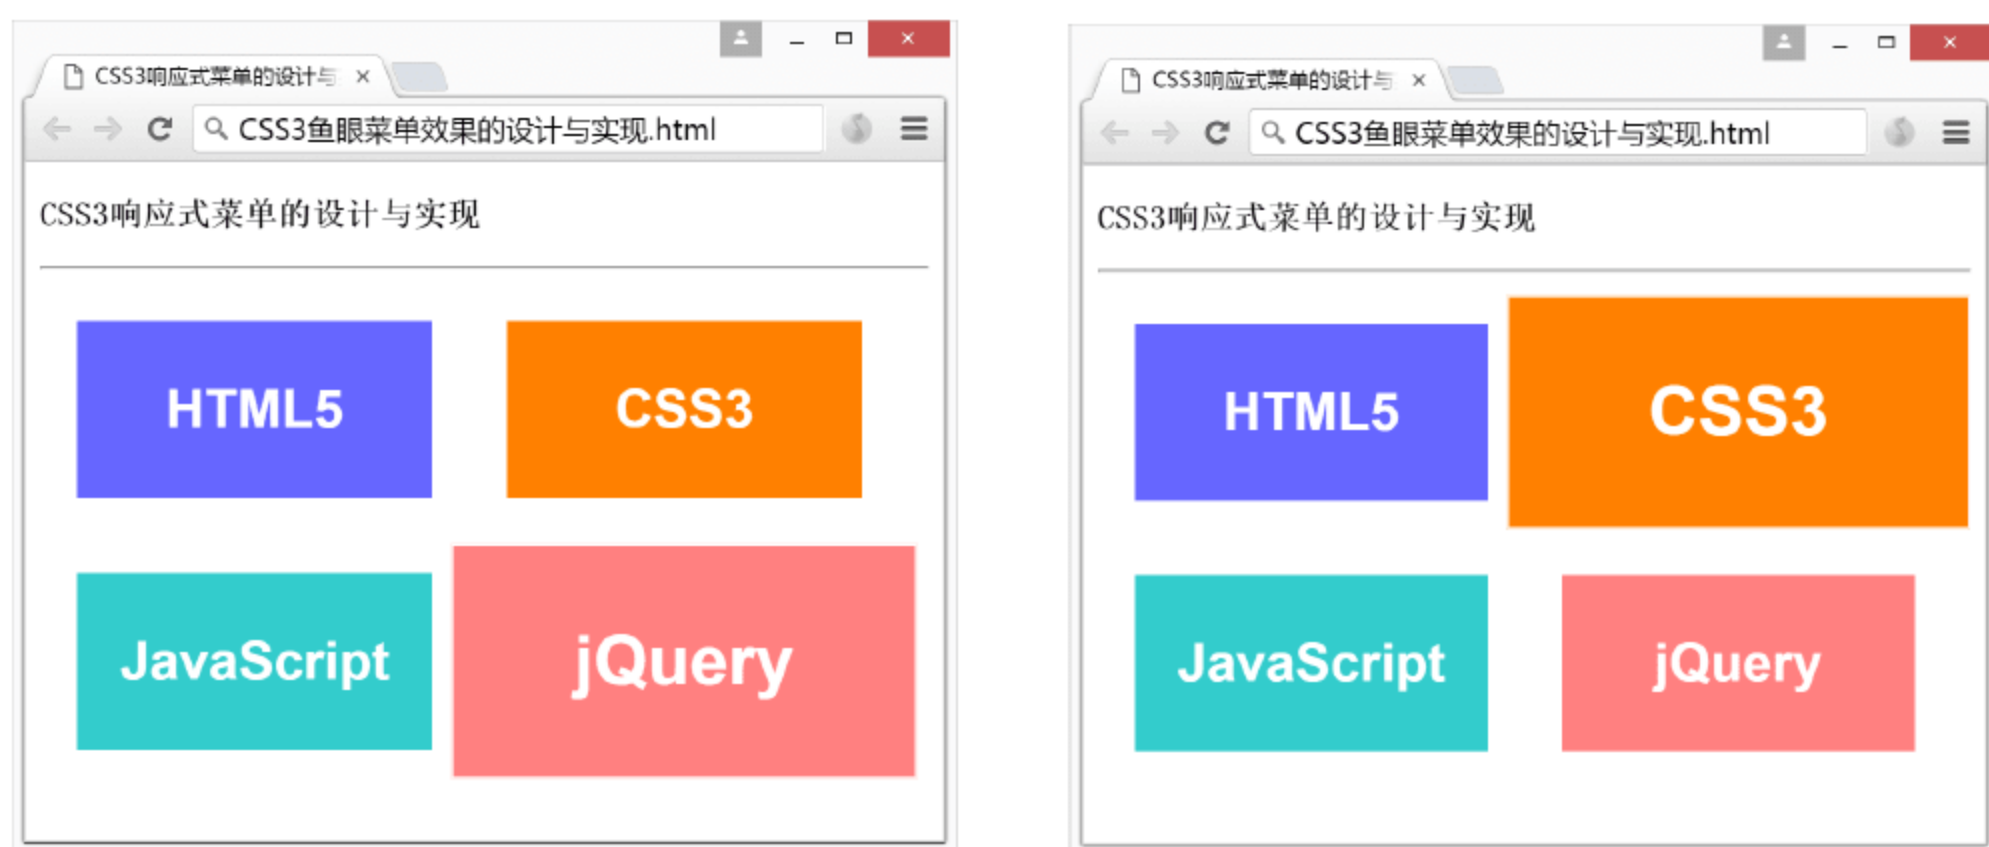 CSS3响应式菜单的设计与
CSS3鱼眼菜单效果的设计与实现.html
CSS3响应式菜单的设计与实现
HTML5
CSS3
JavaScript
jQuery
CSS3响应式菜单的设计与
CSS3鱼眼菜单效果的设计与实现.html
CSS3响应式菜单的设计与实现
HTML5
CSS3
JavaScript
jQuery